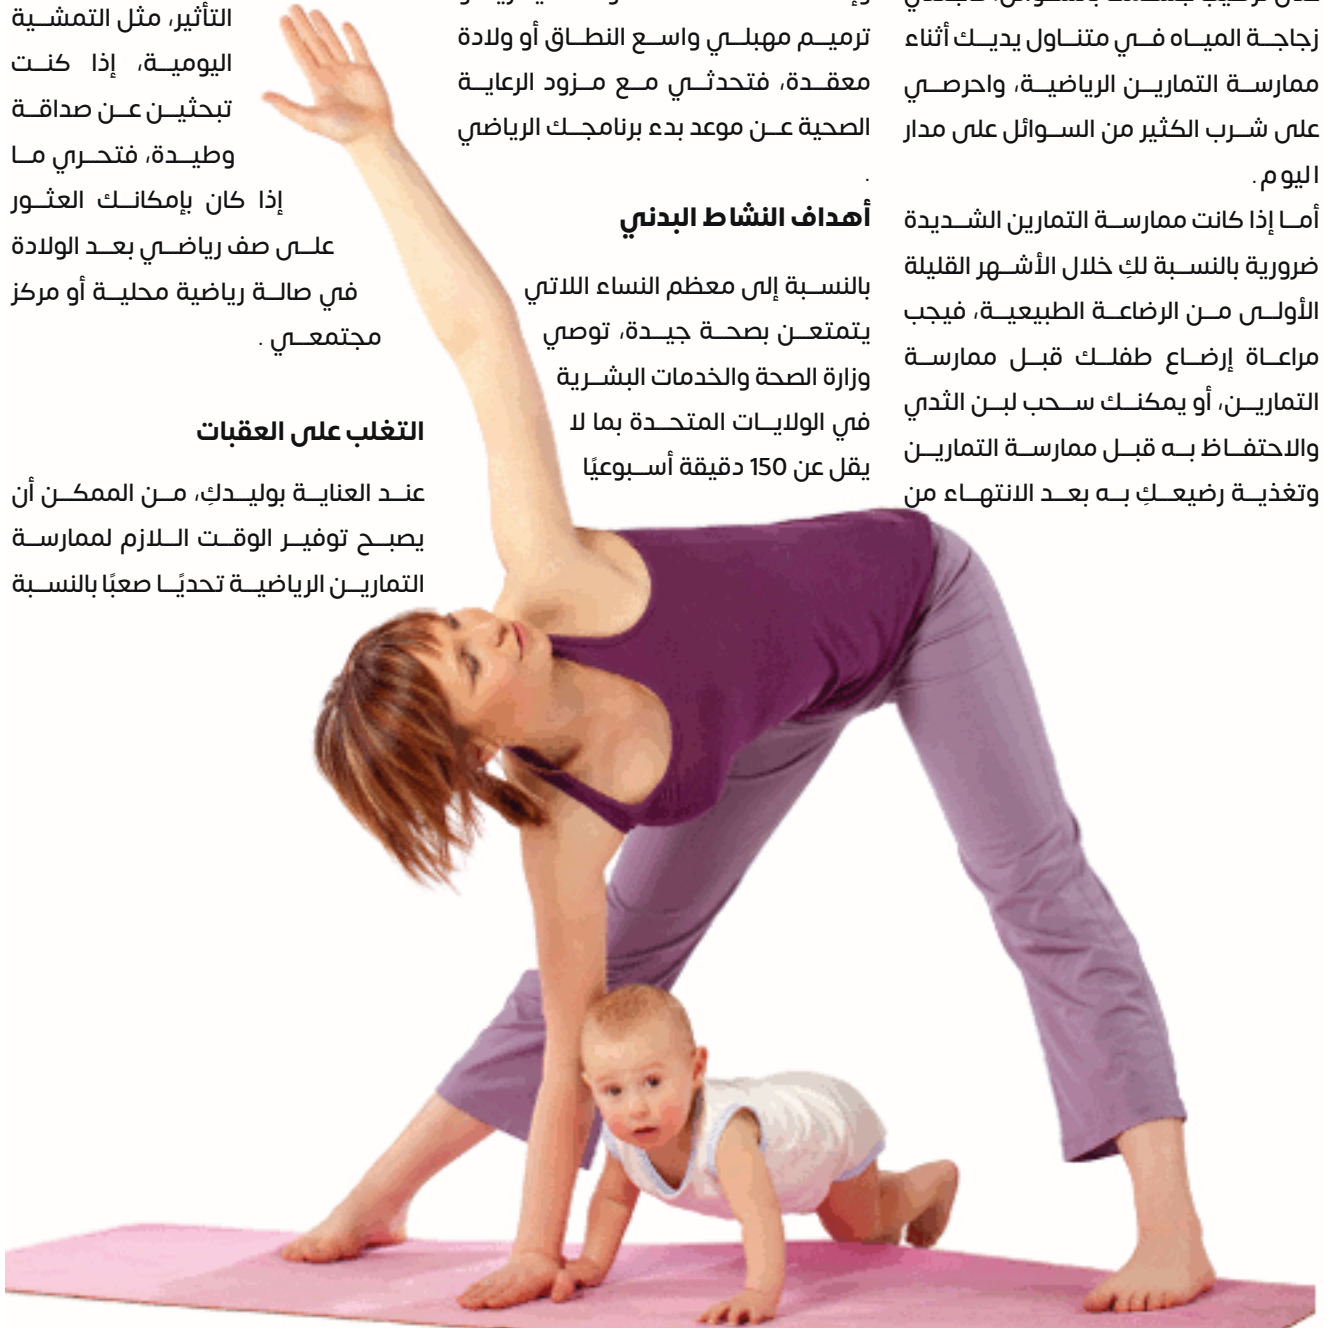 زجاجة المياه في متناول يديك أثناء
ممارسة التمارين الرياضية، واحرصي
على شرب الكثير من السوائل على مدار
اليوم.
أما إذا كانت ممارسة التمارين الشديدة
ضرورية بالنسبة لكِ خلال الأشهر القليلة
الأولى من الرضاعة الطبيعية، فيجب
مراعاة إرضاع طفلك قبل ممارسة
التمارين، أو يمكنك سحب لبن الثدي
والاحتفاظ به قبل ممارسة التمارين
وتغذية رضيعكِ به بعد الانتهاء من
ترميم مهبلي واسع النطاق أو ولادة
معقدة، فتحدثي مع مزود الرعاية
الصحية عن موعد بدء برنامجك الرياضي
.
أهداف النشاط البدني
بالنسبة إلى معظم النساء اللاتي
يتمتعن بصحة جيدة، توصي
وزارة الصحة والخدمات البشرية
في الولايات المتحدة بما لا
يقل عن 150 دقيقة أسبوعيًا
التأثير، مثل التمشية
اليومية، إذا كنت
تبحثين عن صداقة
وطيدة، فتحري ما
إذا كان بإمكانك العثور
على صف رياضي بعد الولادة
في صالة رياضية محلية أو مركز
مجتمعي .
التغلب على العقبات
عند العناية بوليدكِ، من الممكن أن
يصبح توفير الوقت اللازم لممارسة
التمارين الرياضية تحديًا صعبًا بالنسبة